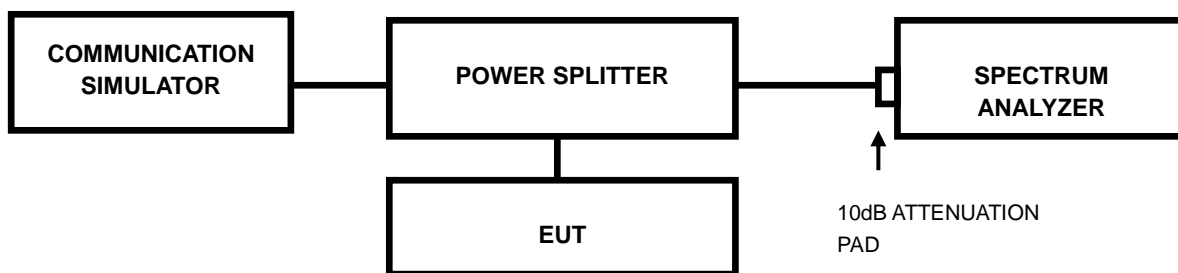 COMMUNICATION
SIMULATOR
POWER SPLITTER
SPECTRUM
ANALYZER
EUT
10dB ATTENUATION
PAD